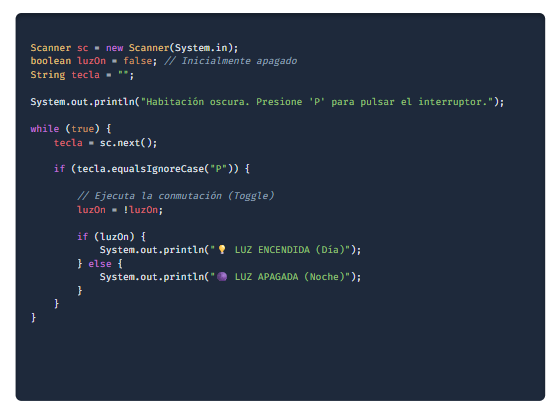 Scanner sc = new Scanner(System.in);
boolean luzOn = false; // Inicialmente apagado
String tecla = "";

System.out.println("Habitación oscura. Presione 'P' para pulsar el interruptor.");

while (true) {
    tecla = sc.next();

    if (tecla.equalsIgnoreCase("P")) {

        // Ejecuta la conmutación (Toggle)
        luzOn = !luzOn;

        if (luzOn) {
            System.out.println("💡 LUZ ENCENDIDA (Día)");
        } else {
            System.out.println("🌑 LUZ APAGADA (Noche)");
        }
    }
}